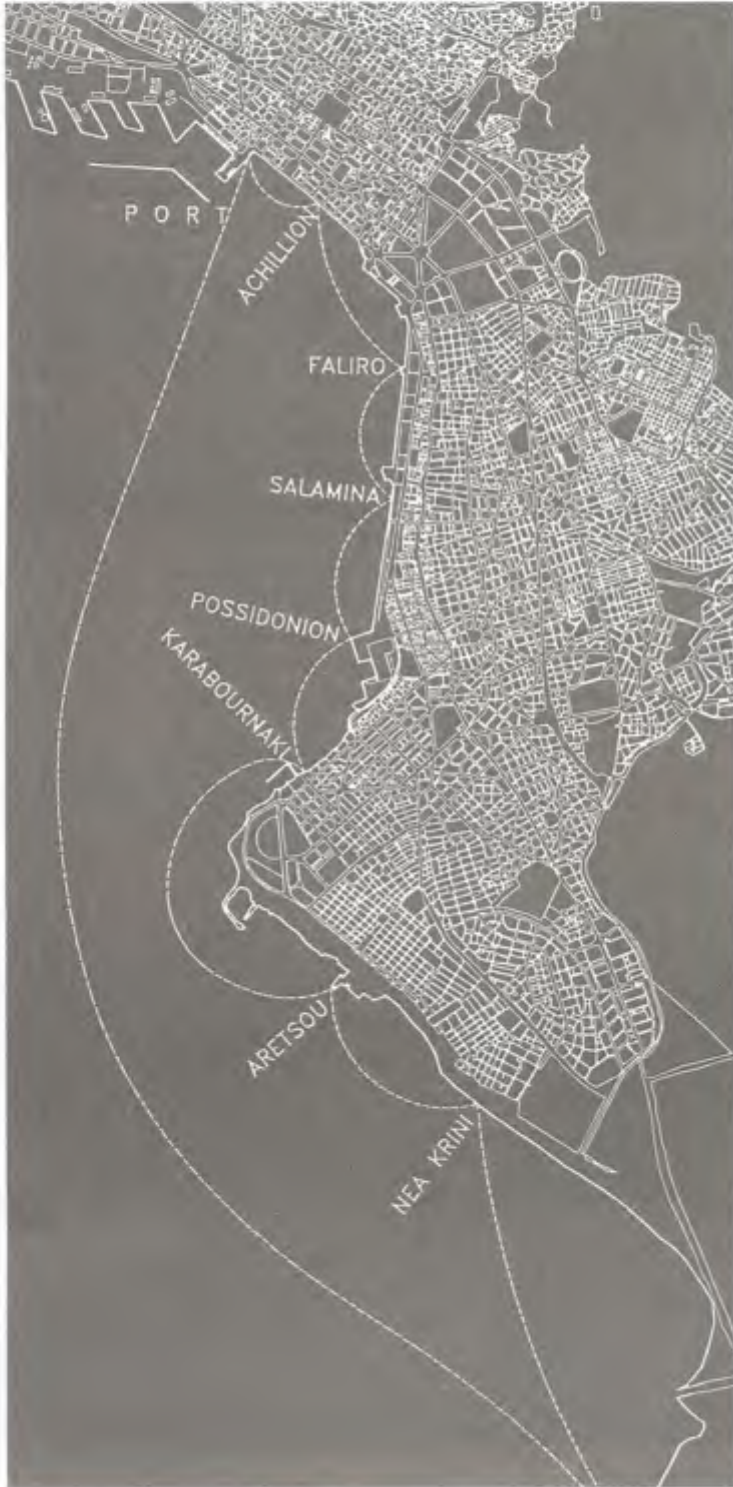 PORT
ACHILLION
FALIRO
SALAMINA
POSSIDONION
KARABOURNAKI
ARETSOU
NEA KRINI